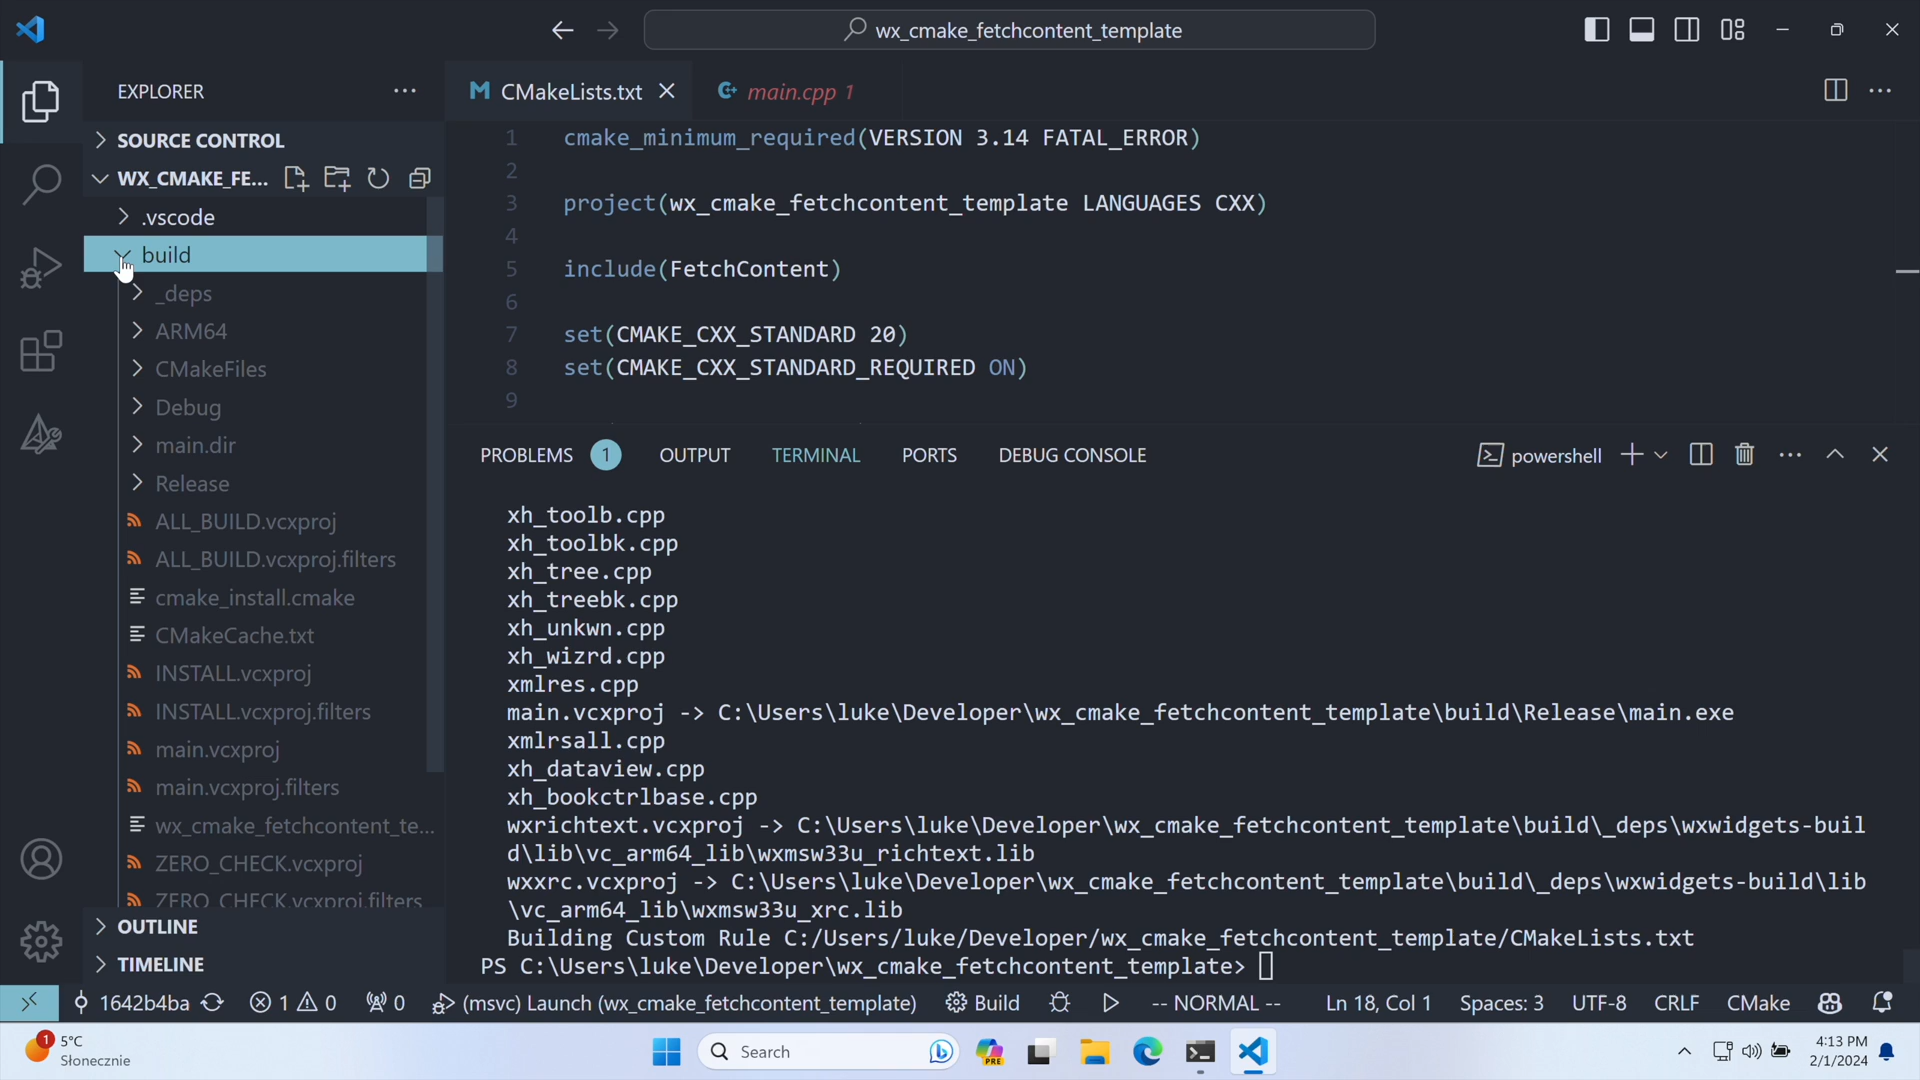 wx_cmake_fetchcontent_template
EXPLORER
SOURCE CONTROL
WX_CMAKE_FE...
.vscode
build
_deps
ARM64
CMakeFiles
Debug
main.dir
Release
ALL_BUILD.vcxproj
ALL_BUILD.vcxproj.filters
cmake_install.cmake
CMakeCache.txt
INSTALL.vcxproj
INSTALL.vcxproj.filters
main.vcxproj
main.vcxproj.filters
wx_cmake_fetchcontent_te...
ZERO_CHECK.vcxproj
ZERO_CHECK.vcxproj.filters
OUTLINE
TIMELINE
CMakeLists.txt
main.cpp 1
1 cmake_minimum_required(VERSION 3.14 FATAL_ERROR)
2
3 project(wx_cmake_fetchcontent_template LANGUAGES CXX)
4
5 include(FetchContent)
6
7 set(CMAKE_CXX_STANDARD 20)
8 set(CMAKE_CXX_STANDARD_REQUIRED ON)
9
PROBLEMS 1 OUTPUT TERMINAL PORTS DEBUG CONSOLE powershell
xh_toolb.cpp
xh_toolbk.cpp
xh_tree.cpp
xh_treebk.cpp
xh_unkwn.cpp
xh_wizrd.cpp
xmlres.cpp
main.vcxproj -> C:\Users\luke\Developer\wx_cmake_fetchcontent_template\build\Release\main.exe
xmlrsall.cpp
xh_dataview.cpp
xh_bookctrlbase.cpp
wxrichtext.vcxproj -> C:\Users\luke\Developer\wx_cmake_fetchcontent_template\build\_deps\wxwidgets-buil
d\lib\vc_arm64_lib\wxmsw33u_richtext.lib
wxxrc.vcxproj -> C:\Users\luke\Developer\wx_cmake_fetchcontent_template\build\_deps\wxwidgets-build\lib
\vc_arm64_lib\wxmsw33u_xrc.lib
Building Custom Rule C:/Users/luke/Developer/wx_cmake_fetchcontent_template/CMakeLists.txt
PS C:\Users\luke\Developer\wx_cmake_fetchcontent_template>
1642b4ba 1 0 0 (msvc) Launch (wx_cmake_fetchcontent_template) Build -- NORMAL -- Ln 18, Col 1 Spaces: 3 UTF-8 CRLF CMake
1
5°C
Słonecznie
Search
PRE
4:13 PM
2/1/2024